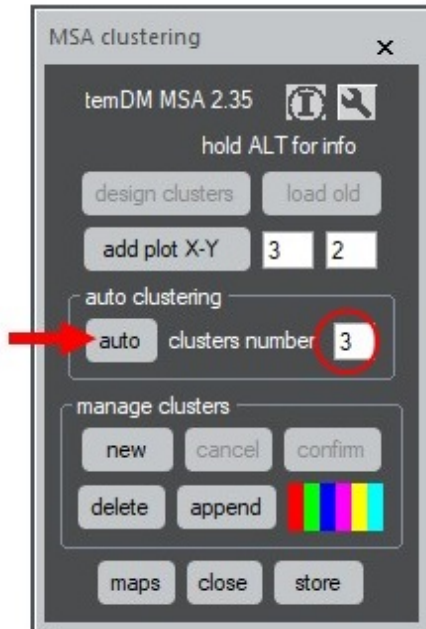 MSA clustering x
temDM MSA 2.35
hold ALT for info
design clusters load old
add plot X-Y 3 2
auto clustering
auto clusters number 3
manage clusters
new cancel confirm
delete append
maps close store